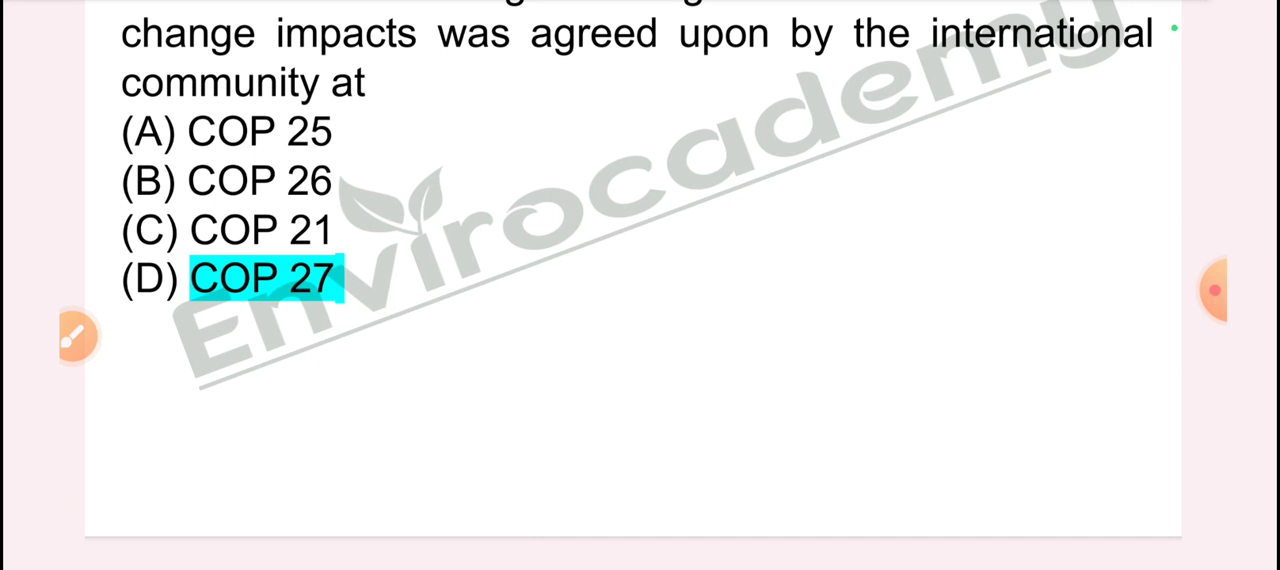 change impacts was agreed upon by the international
community at
(A) COP 25
(B) COP 26
(C) COP 21
(D) COP 27
Envirocademy